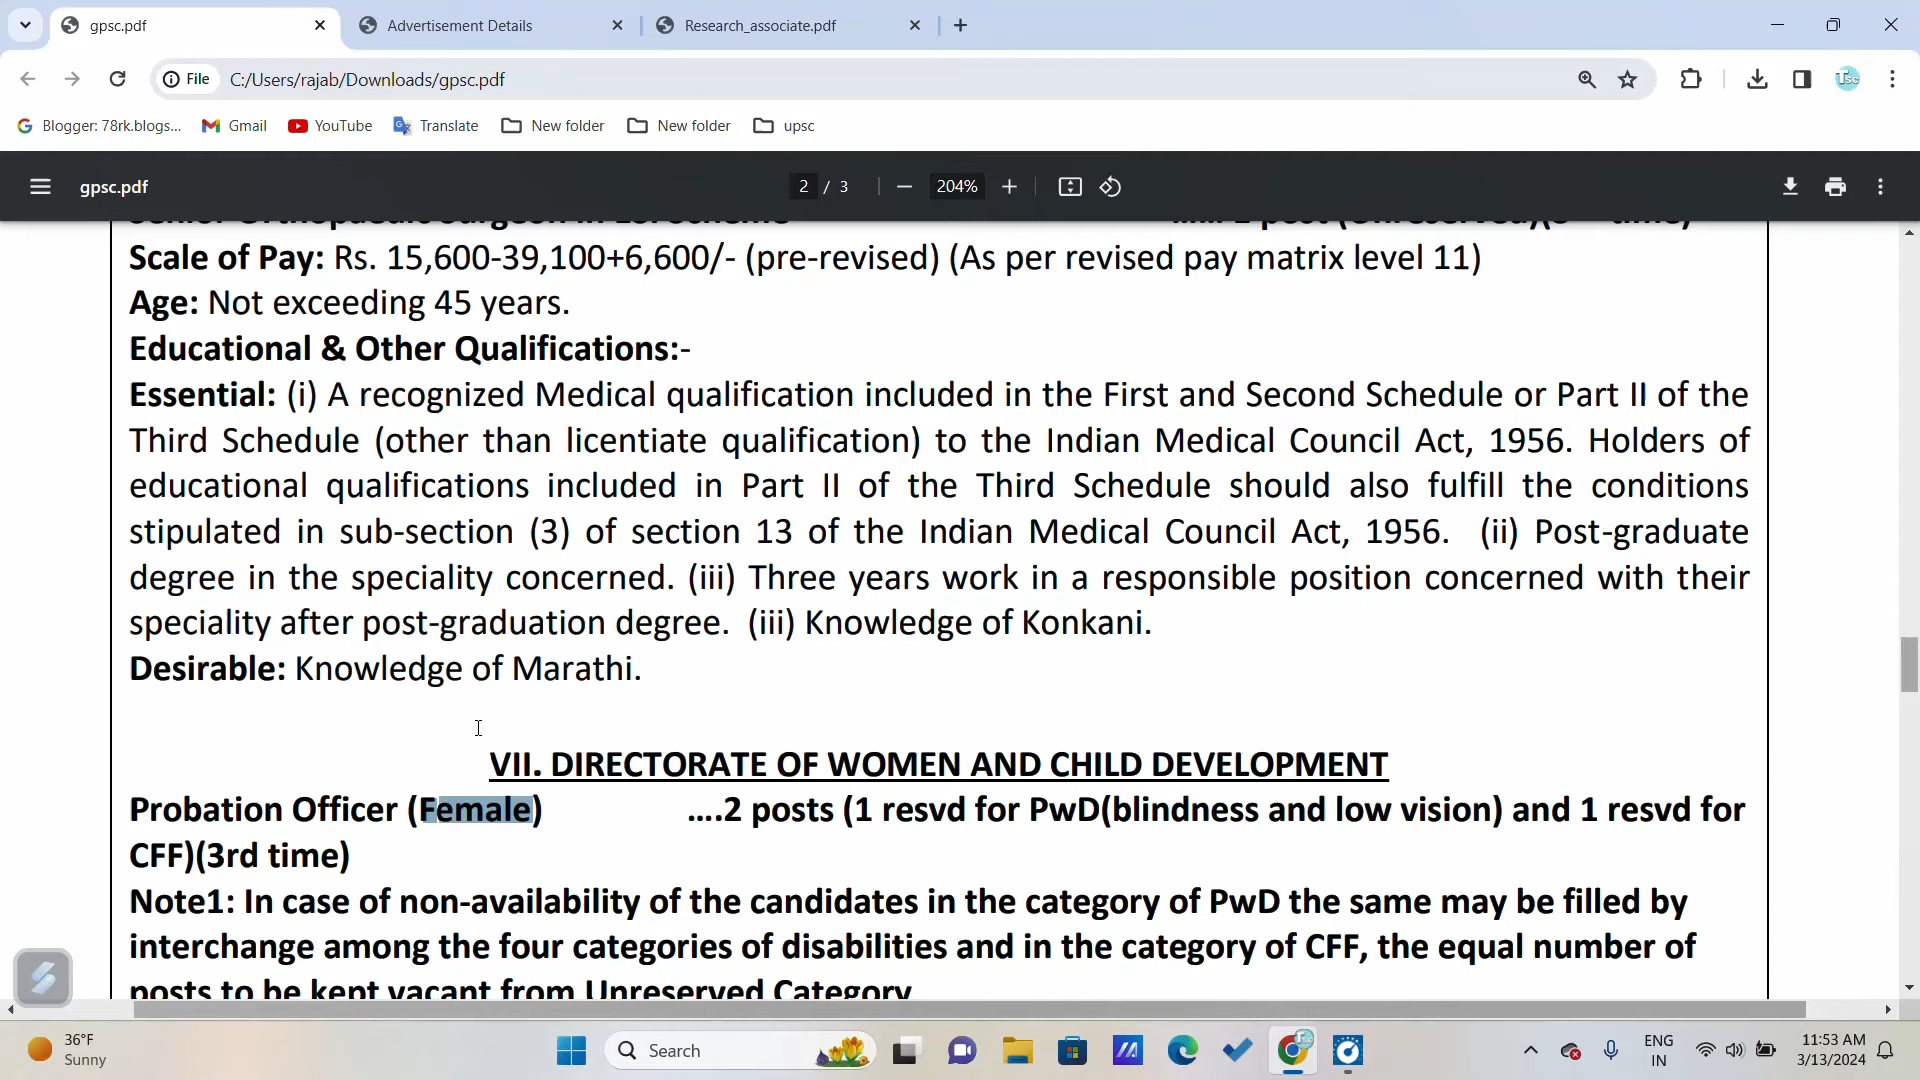 gpsc.pdf
Advertisement Details
Research_associate.pdf
File
C:/Users/rajab/Downloads/gpsc.pdf
Tsc
Blogger: 78rk.blogs...
Gmail
YouTube
Translate
New folder
New folder
upsc
gpsc.pdf
2 / 3
204%
Scale of Pay: Rs. 15,600-39,100+6,600/- (pre-revised) (As per revised pay matrix level 11)
Age: Not exceeding 45 years.
Educational & Other Qualifications:-
Essential: (i) A recognized Medical qualification included in the First and Second Schedule or Part II of the
Third Schedule (other than licentiate qualification) to the Indian Medical Council Act, 1956. Holders of
educational qualifications included in Part II of the Third Schedule should also fulfill the conditions
stipulated in sub-section (3) of section 13 of the Indian Medical Council Act, 1956. (ii) Post-graduate
degree in the speciality concerned. (iii) Three years work in a responsible position concerned with their
speciality after post-graduation degree. (iii) Knowledge of Konkani.
Desirable: Knowledge of Marathi.
VII. DIRECTORATE OF WOMEN AND CHILD DEVELOPMENT
Probation Officer (Female) ....2 posts (1 resvd for PwD(blindness and low vision) and 1 resvd for
CFF)(3rd time)
Note1: In case of non-availability of the candidates in the category of PwD the same may be filled by
interchange among the four categories of disabilities and in the category of CFF, the equal number of
posts to be kept vacant from Unreserved Category
36°F
Sunny
Search
ENG
IN
11:53 AM
3/13/2024